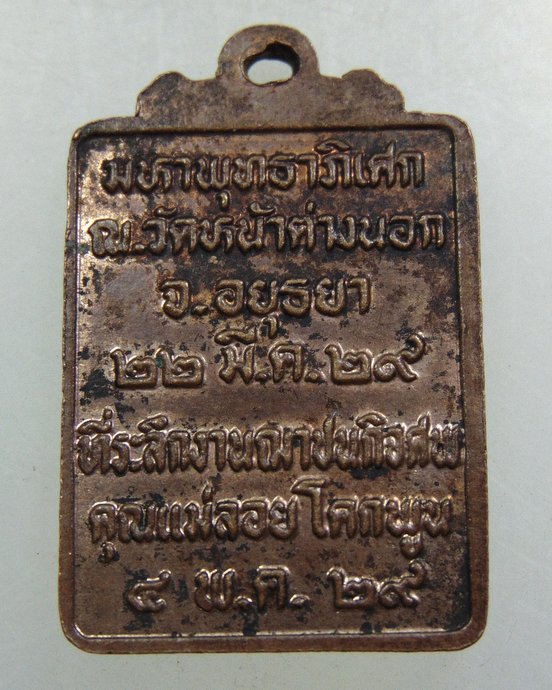 มหาพุทธาภิเศก
ณ.วัดหน้าต่างนอก
จ.อยุธยา
๒๒ มี.ค.๒๙
ที่ระลึกงานฌาปนกิจศพ
คุณแม่ลอย โคกพูน
๔ พ.ค. ๒๙